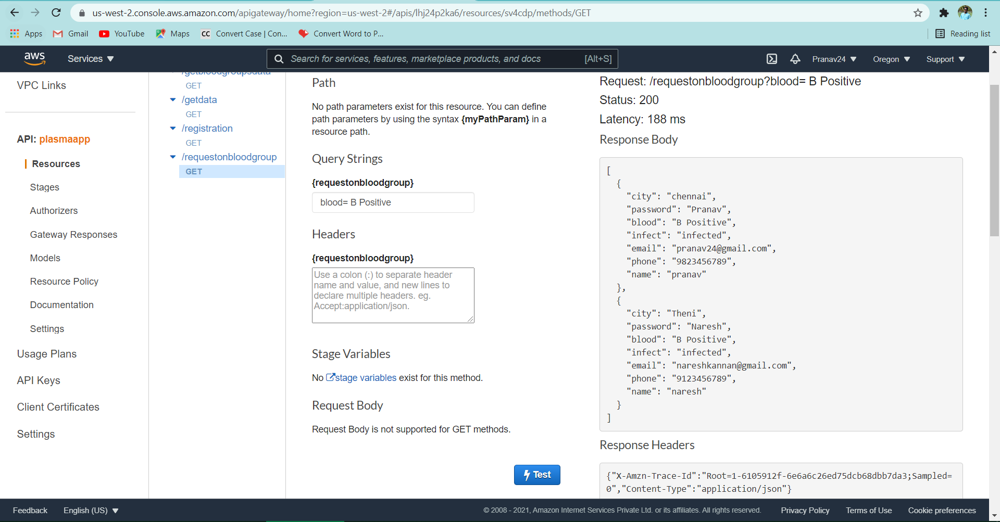 us-west-2.console.aws.amazon.com/apigateway/home?region=us-west-2#/apis/lhj24p2ka6/resources/sv4cdp/methods/GET
Apps Gmail YouTube Maps CC Convert Case | Con... Convert Word to P... Reading list
aws Services Search for services, features, marketplace products, and docs [Alt+S] Pranav24 Oregon Support
VPC Links
API: plasmaapp
Resources
Stages
Authorizers
Gateway Responses
Models
Resource Policy
Documentation
Settings
Usage Plans
API Keys
Client Certificates
Settings
/getbloodgroupsdata
GET
/getdata
GET
/registration
GET
/requestonbloodgroup
GET
Path
No path parameters exist for this resource. You can define
path parameters by using the syntax {myPathParam} in a
resource path.
Query Strings
{requestonbloodgroup}
blood= B Positive
Headers
{requestonbloodgroup}
Use a colon (:) to separate header
name and value, and new lines to
declare multiple headers. eg.
Accept:application/json.
Stage Variables
No stage variables exist for this method.
Request Body
Request Body is not supported for GET methods.
Test
Request: /requestonbloodgroup?blood= B Positive
Status: 200
Latency: 188 ms
Response Body
[
{
"city": "chennai",
"password": "Pranav",
"blood": "B Positive",
"infect": "infected",
"email": "pranav24@gmail.com",
"phone": "9823456789",
"name": "pranav"
},
{
"city": "Theni",
"password": "Naresh",
"blood": "B Positive",
"infect": "infected",
"email": "nareshkannan@gmail.com",
"phone": "9123456789",
"name": "naresh"
}
]
Response Headers
{"X-Amzn-Trace-Id":"Root=1-6105912f-6e6a6c26ed75dcb68dbb7da3;Sampled=
0","Content-Type":"application/json"}
Feedback English (US) © 2008 - 2021, Amazon Internet Services Private Ltd. or its affiliates. All rights reserved. Privacy Policy Terms of Use Cookie preferences